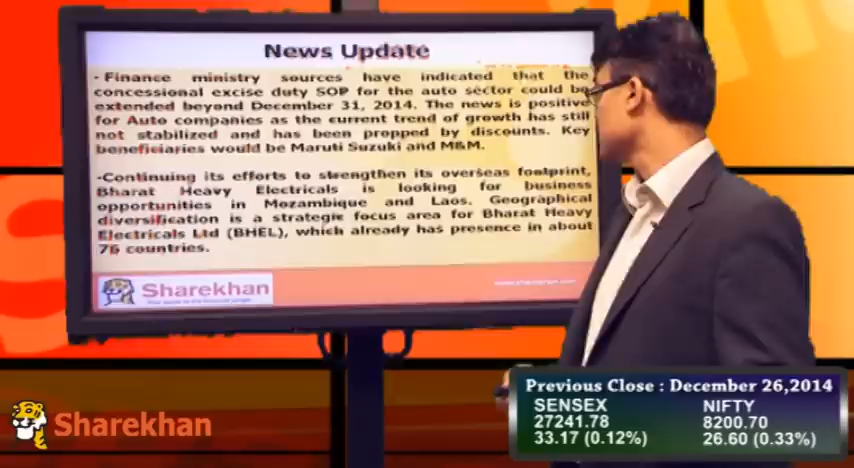 News Update
· Finance ministry sources have indicated that the
concessional excise duty SOP for the auto sector could be
extended beyond December 31, 2014. The news is positive
for Auto companies as the current trend of growth has still
not stabilized and has been propped by discounts. Key
beneficiaries would be Maruti Suzuki and M&M.
·Continuing its efforts to strengthen its overseas footprint,
Bharat Heavy Electricals is looking for business
opportunities in Mozambique and Laos. Geographical
diversification is a strategic focus area for Bharat Heavy
Electricals Ltd (BHEL), which already has presence in about
76 countries.
Sharekhan
Sharekhan
Previous Close : December 26,2014
SENSEX NIFTY
27241.78 8200.70
33.17 (0.12%) 26.60 (0.33%)